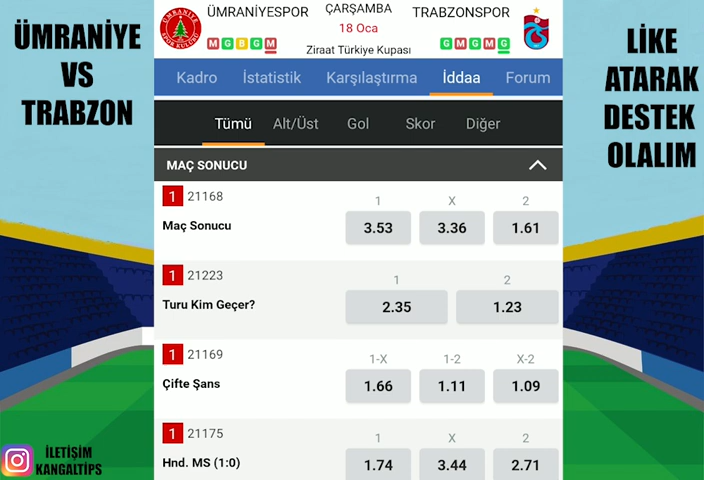 ÜMRANİYE
VS
TRABZON
LİKE
ATARAK
DESTEK
OLALIM
ÜMRANİYESPOR
M G B G M
ÇARŞAMBA
18 Oca
Ziraat Türkiye Kupası
TRABZONSPOR
G M G M G
Kadro İstatistik Karşılaştırma İddaa Forum
Tümü Alt/Üst Gol Skor Diğer
MAÇ SONUCU
1 21168 1 X 2
Maç Sonucu 3.53 3.36 1.61
1 21223 1 2
Turu Kim Geçer? 2.35 1.23
1 21169 1-X 1-2 X-2
Çifte Şans 1.66 1.11 1.09
1 21175 1 X 2
Hnd. MS (1:0) 1.74 3.44 2.71
İLETİŞİM
KANGALTİPS